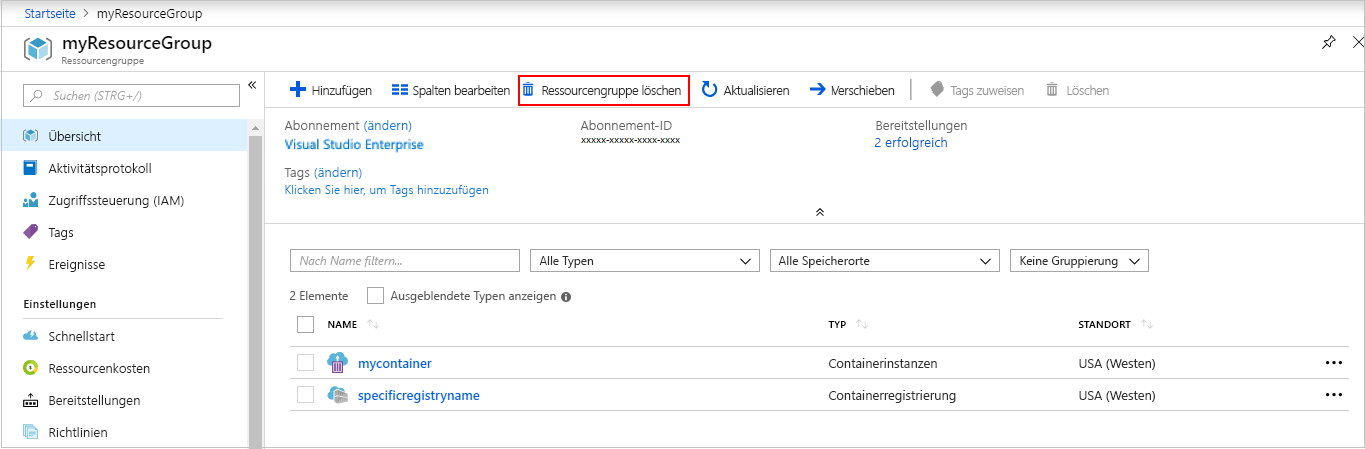 Startseite > myResourceGroup
myResourceGroup
Ressourcengruppe
Suchen (STRG+/)
Übersicht
Aktivitätsprotokoll
Zugriffssteuerung (IAM)
Tags
Ereignisse
Einstellungen
Schnellstart
Ressourcenkosten
Bereitstellungen
Richtlinien
Hinzufügen Spalten bearbeiten Ressourcengruppe löschen Aktualisieren Verschieben Tags zuweisen Löschen
Abonnement (ändern) Abonnement-ID Bereitstellungen
Visual Studio Enterprise xxxxx-xxxxx-xxxx-xxxx 2 erfolgreich
Tags (ändern)
Klicken Sie hier, um Tags hinzuzufügen
Nach Name filtern... Alle Typen Alle Speicherorte Keine Gruppierung
2 Elemente Ausgeblendete Typen anzeigen
NAME TYP STANDORT
mycontainer Containerinstanzen USA (Westen)
specificregistryname Containerregistrierung USA (Westen)